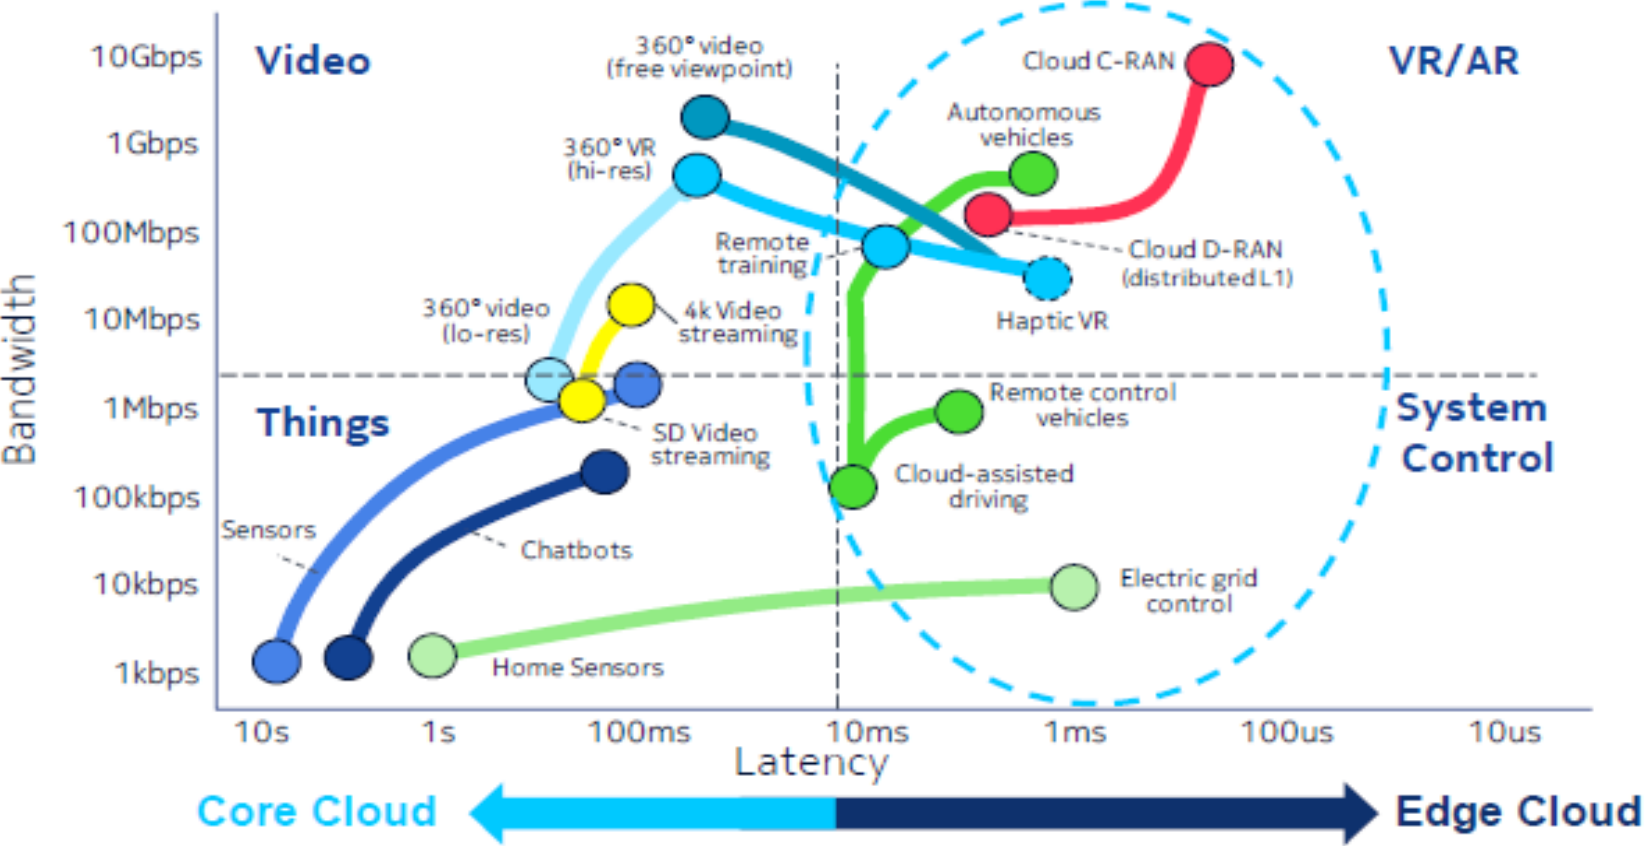 10Gbps
1Gbps
100Mbps
10Mbps
1Mbps
100kbps
10kbps
1kbps
Bandwidth
Video
VR/AR
Things
System
Control
360° video
(free viewpoint)
360° VR
(hi-res)
360° video
(lo-res)
4k Video
streaming
SD Video
streaming
Sensors
Chatbots
Home Sensors
Cloud C-RAN
Autonomous
vehicles
Remote
training
Cloud D-RAN
(distributed L1)
Haptic VR
Remote control
vehicles
Cloud-assisted
driving
Electric grid
control
10s
1s
100ms
10ms
1ms
100us
10us
Latency
Core Cloud
Edge Cloud